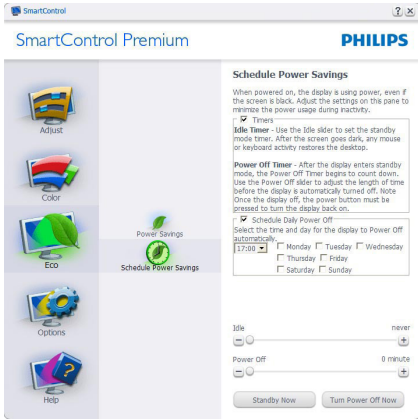 SmartControl
SmartControl Premium
PHILIPS
Adjust
Color
Eco
Options
Help
Power Savings
Schedule Power Savings
Schedule Power Savings
When powered on, the display is using power, even if
the screen is black. Adjust the settings on this pane to
minimize the power usage during inactivity.
Timers
Idle Timer - Use the Idle slider to set the standby
mode timer. After the screen goes dark, any mouse
or keyboard activity restores the desktop.
Power Off Timer - After the display enters standby
mode, the Power Off Timer begins to count down.
Use the Power Off slider to adjust the length of time
before the display is automatically turned off. Note
Once the display off, the power button must be
pressed to turn the display back on.
Schedule Daily Power Off
Select the time and day for the display to Power Off
automatically.
17:00 Monday Tuesday Wednesday
Thursday Friday
Saturday Sunday
Idle never
Power Off 0 minute
Standby Now Turn Power Off Now